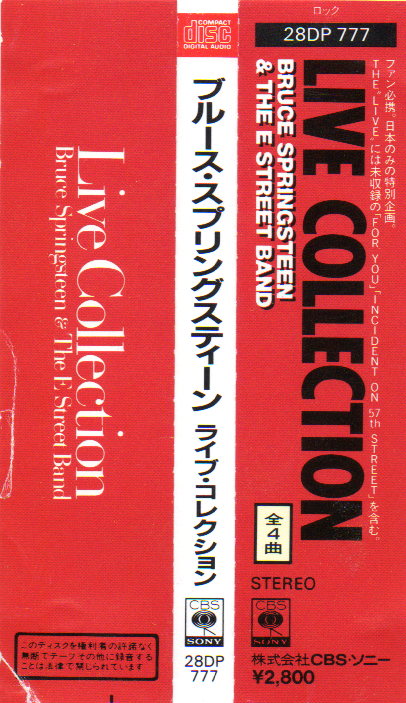 Live Collection
Bruce Springsteen & The E Street Band
このディスクを権利者の許諾なく
無断でテープその他に録音する
ことは法律で禁じられています
COMPACT
disc
DIGITAL AUDIO
ブルース・スプリングスティーン ライブ・コレクション
CBS
SONY
28DP
777
ロック
28DP 777
ファン必携。日本のみの特別企画。
THE "LIVE"には未収録の「FOR YOU」「INCIDENT ON 57th STREET」を含む。
LIVE COLLECTION
BRUCE SPRINGSTEEN
& THE E STREET BAND
全4曲
STEREO
CBS
SONY
株式会社CBS・ソニー
¥2,800